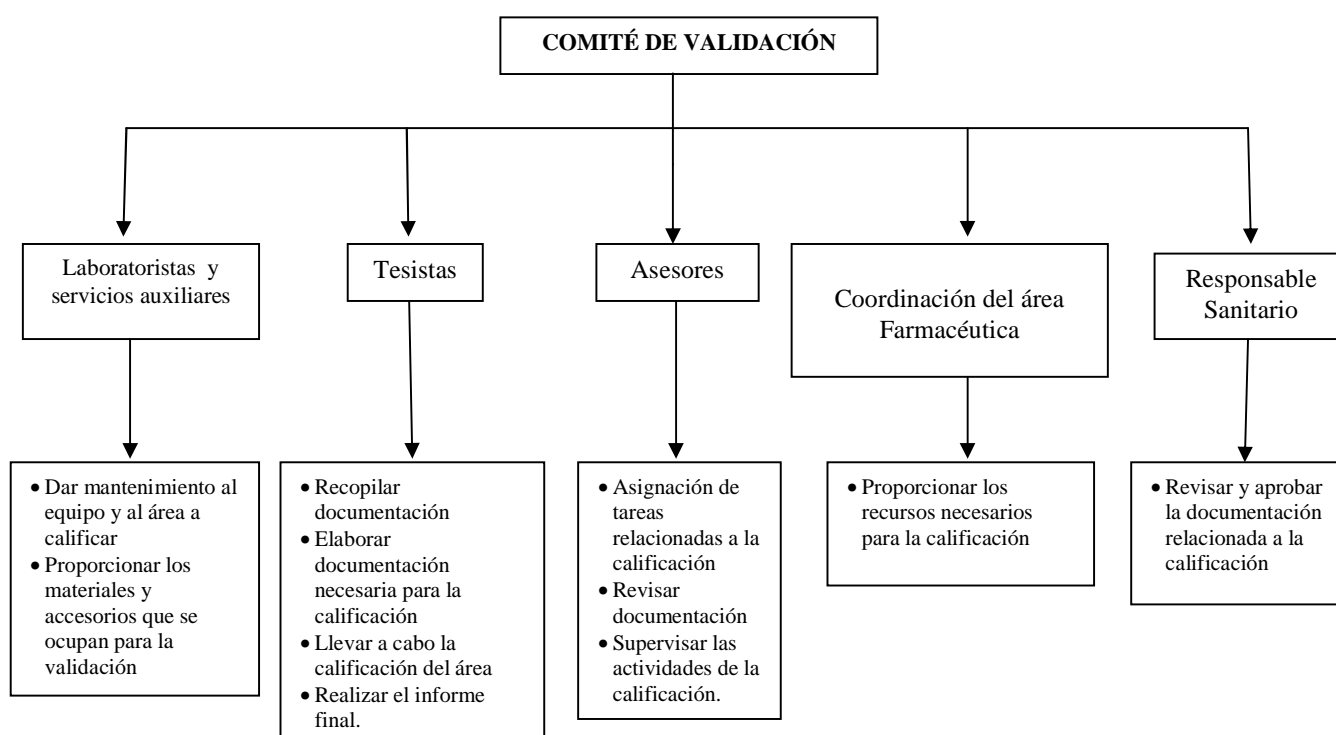 COMITÉ DE VALIDACIÓN
Laboratoristas y
servicios auxiliares
Tesistas
Asesores
Coordinación del área
Farmacéutica
Responsable
Sanitario
• Dar mantenimiento al
equipo y al área a
calificar
• Proporcionar los
materiales y
accesorios que se
ocupan para la
validación
• Recopilar
documentación
• Elaborar
documentación
necesaria para la
calificación
• Llevar a cabo la
calificación del área
• Realizar el informe
final.
• Asignación de
tareas
relacionadas a la
calificación
• Revisar
documentación
• Supervisar las
actividades de la
calificación.
• Proporcionar los
recursos necesarios
para la calificación
• Revisar y aprobar
la documentación
relacionada a la
calificación